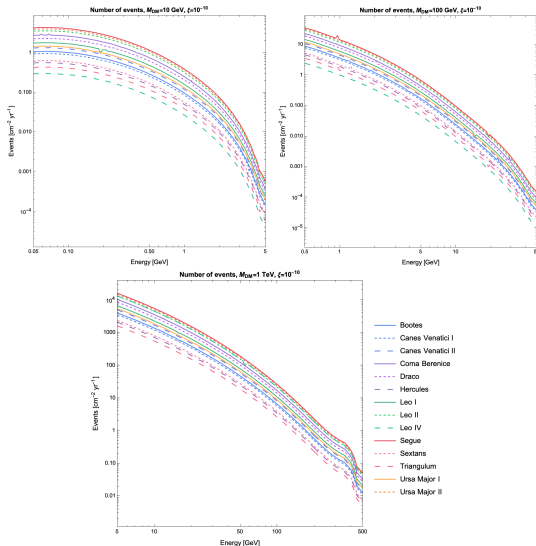 Number of events, M_DM=10 GeV, ξ=10^-10
Events [cm^-2 yr^-1]
1
0.100
0.010
0.001
10^-4
0.05
0.10
0.50
1
5
Energy [GeV]
Number of events, M_DM=100 GeV, ξ=10^-10
Events [cm^-2 yr^-1]
10
1
0.100
0.010
0.001
10^-4
10^-5
0.5
1
5
10
50
Energy [GeV]
Number of events, M_DM=1 TeV, ξ=10^-10
Events [cm^-2 yr^-1]
10^4
1000
100
10
1
0.10
0.01
5
10
50
100
500
Energy [GeV]
Bootes
Canes Venatici I
Canes Venatici II
Coma Berenice
Draco
Hercules
Leo I
Leo II
Leo IV
Segue
Sextans
Triangulum
Ursa Major I
Ursa Major II